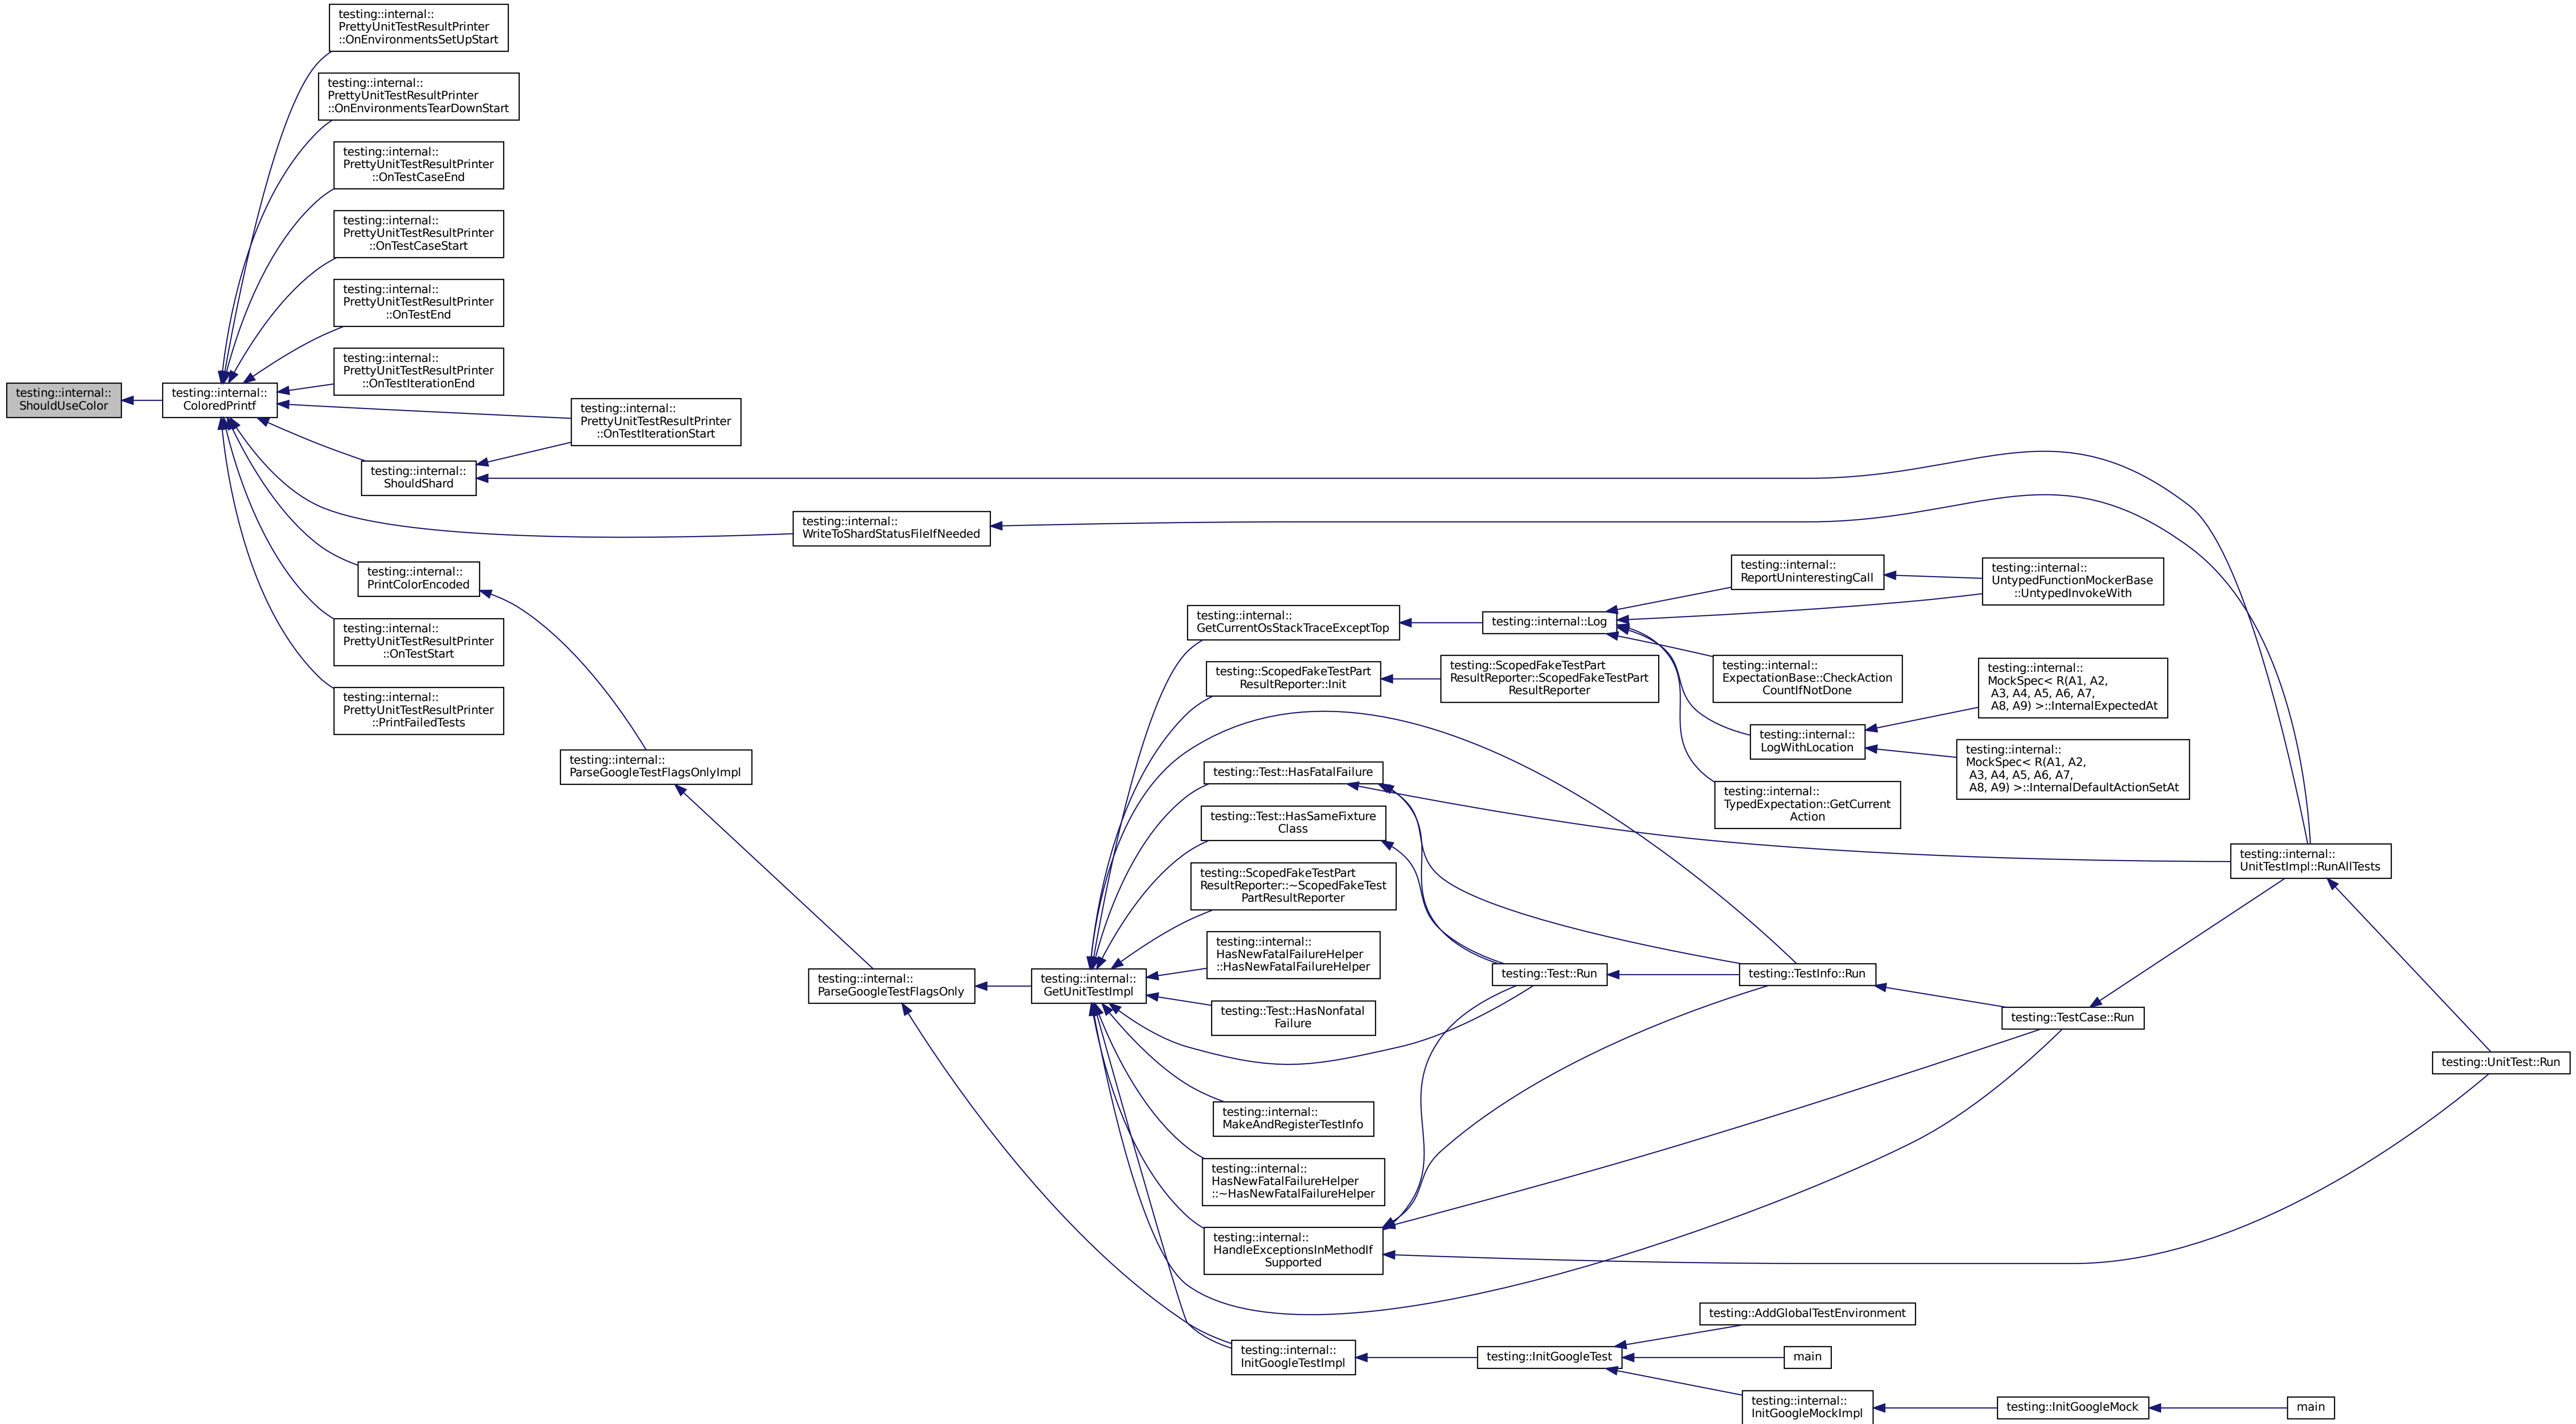 testing::internal::
PrettyUnitTestResultPrinter
::OnEnvironmentsSetUpStart
testing::internal::
PrettyUnitTestResultPrinter
::OnEnvironmentsTearDownStart
testing::internal::
PrettyUnitTestResultPrinter
::OnTestCaseEnd
testing::internal::
PrettyUnitTestResultPrinter
::OnTestCaseStart
testing::internal::
PrettyUnitTestResultPrinter
::OnTestEnd
testing::internal::
PrettyUnitTestResultPrinter
::OnTestIterationEnd
testing::internal::
ShouldUseColor
testing::internal::
ColoredPrintf
testing::internal::
PrettyUnitTestResultPrinter
::OnTestIterationStart
testing::internal::
ShouldShard
testing::internal::
WriteToShardStatusFileIfNeeded
testing::internal::
PrintColorEncoded
testing::internal::
PrettyUnitTestResultPrinter
::OnTestStart
testing::internal::
PrettyUnitTestResultPrinter
::PrintFailedTests
testing::internal::
ParseGoogleTestFlagsOnlyImpl
testing::internal::
ParseGoogleTestFlagsOnly
testing::internal::
GetUnitTestImpl
testing::internal::
GetCurrentOsStackTraceExceptTop
testing::internal::Log
testing::internal::
ReportUninterestingCall
testing::internal::
UntypedFunctionMockerBase
::UntypedInvokeWith
testing::ScopedFakeTestPart
ResultReporter::Init
testing::ScopedFakeTestPart
ResultReporter::ScopedFakeTestPart
ResultReporter
testing::internal::
ExpectationBase::CheckAction
CountIfNotDone
testing::internal::
LogWithLocation
testing::internal::
MockSpec< R(A1, A2,
A3, A4, A5, A6, A7,
A8, A9) >::InternalExpectedAt
testing::internal::
MockSpec< R(A1, A2,
A3, A4, A5, A6, A7,
A8, A9) >::InternalDefaultActionSetAt
testing::internal::
TypedExpectation::GetCurrent
Action
testing::Test::HasFatalFailure
testing::Test::HasSameFixture
Class
testing::ScopedFakeTestPart
ResultReporter::~ScopedFakeTest
PartResultReporter
testing::internal::
HasNewFatalFailureHelper
::HasNewFatalFailureHelper
testing::Test::HasNonfatal
Failure
testing::Test::Run
testing::TestInfo::Run
testing::TestCase::Run
testing::internal::
UnitTestImpl::RunAllTests
testing::UnitTest::Run
testing::internal::
MakeAndRegisterTestInfo
testing::internal::
HasNewFatalFailureHelper
::~HasNewFatalFailureHelper
testing::internal::
HandleExceptionsInMethodIf
Supported
testing::internal::
InitGoogleTestImpl
testing::InitGoogleTest
testing::AddGlobalTestEnvironment
main
testing::internal::
InitGoogleMockImpl
testing::InitGoogleMock
main